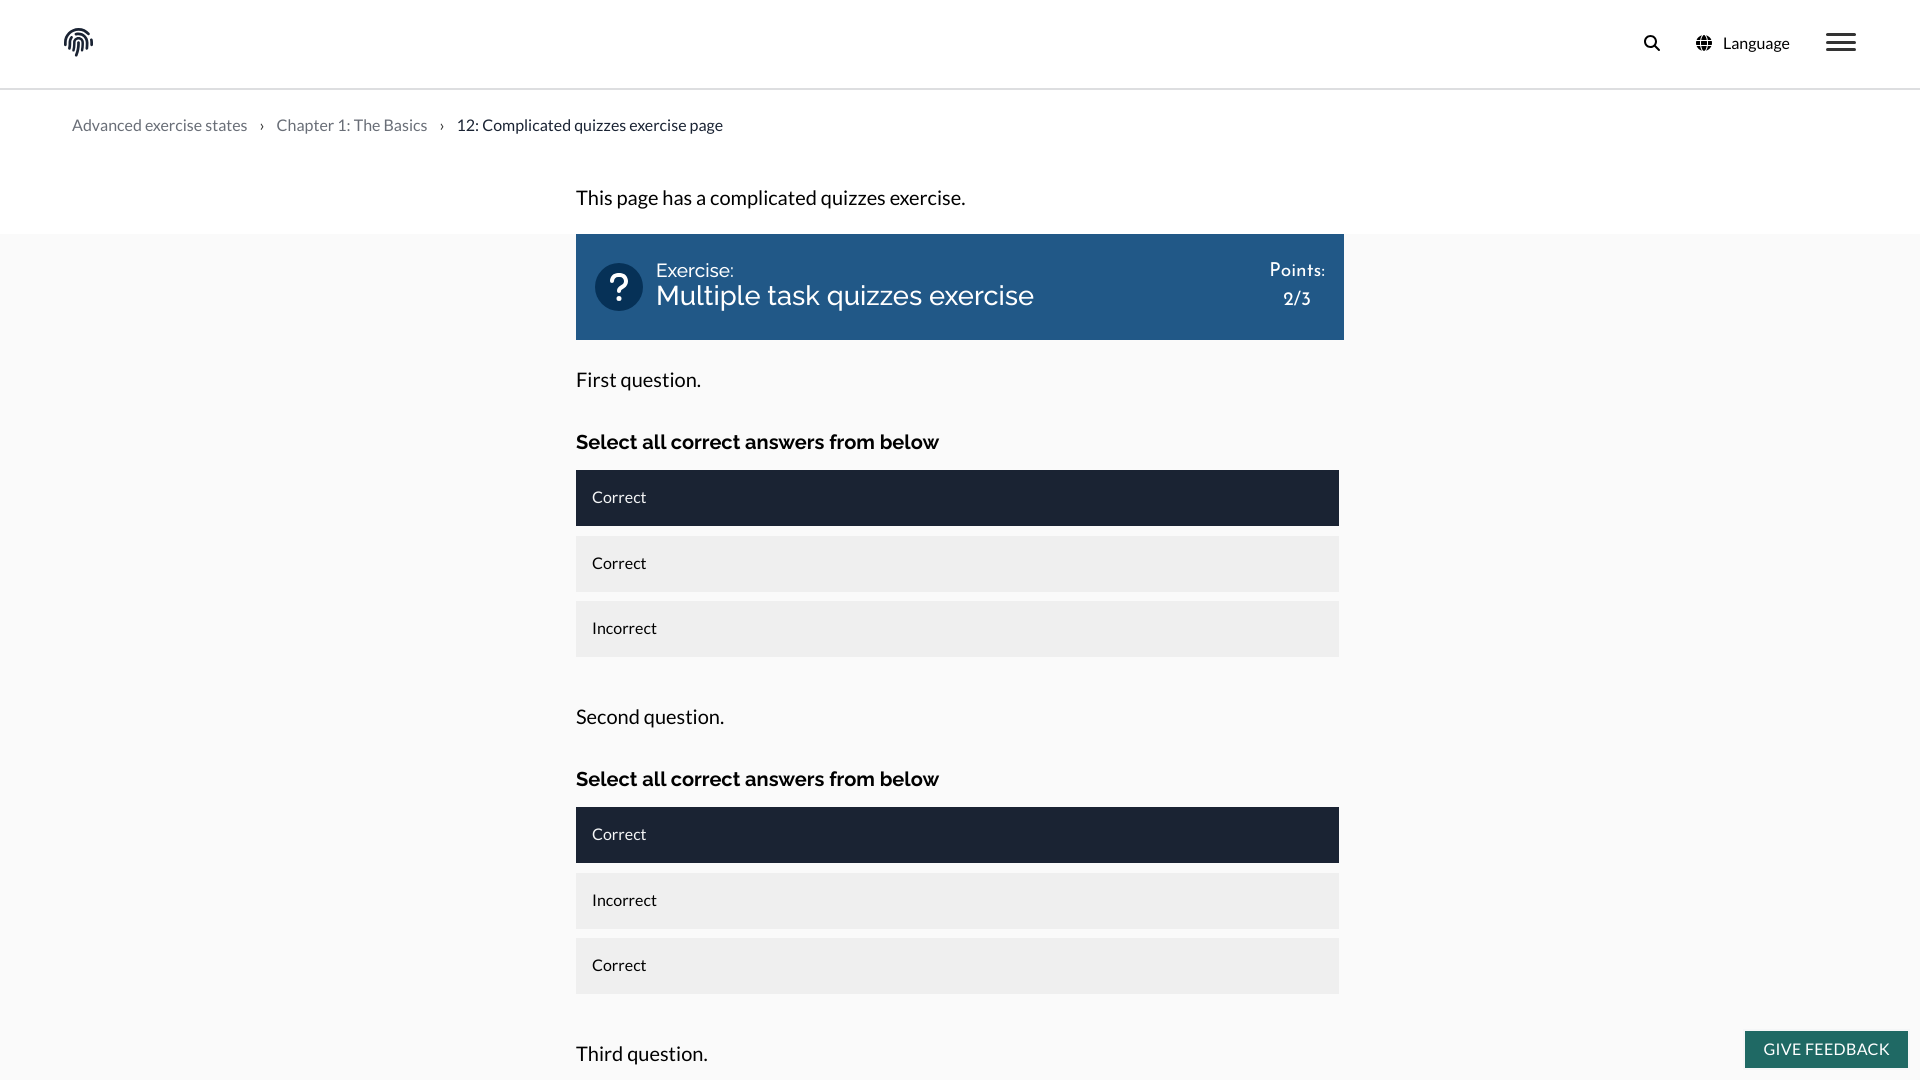 Language
Advanced exercise states › Chapter 1: The Basics › 12: Complicated quizzes exercise page
This page has a complicated quizzes exercise.
Exercise:
Multiple task quizzes exercise
Points:
2/3
First question.
Select all correct answers from below
Correct
Correct
Incorrect
Second question.
Select all correct answers from below
Correct
Incorrect
Correct
Third question.
GIVE FEEDBACK